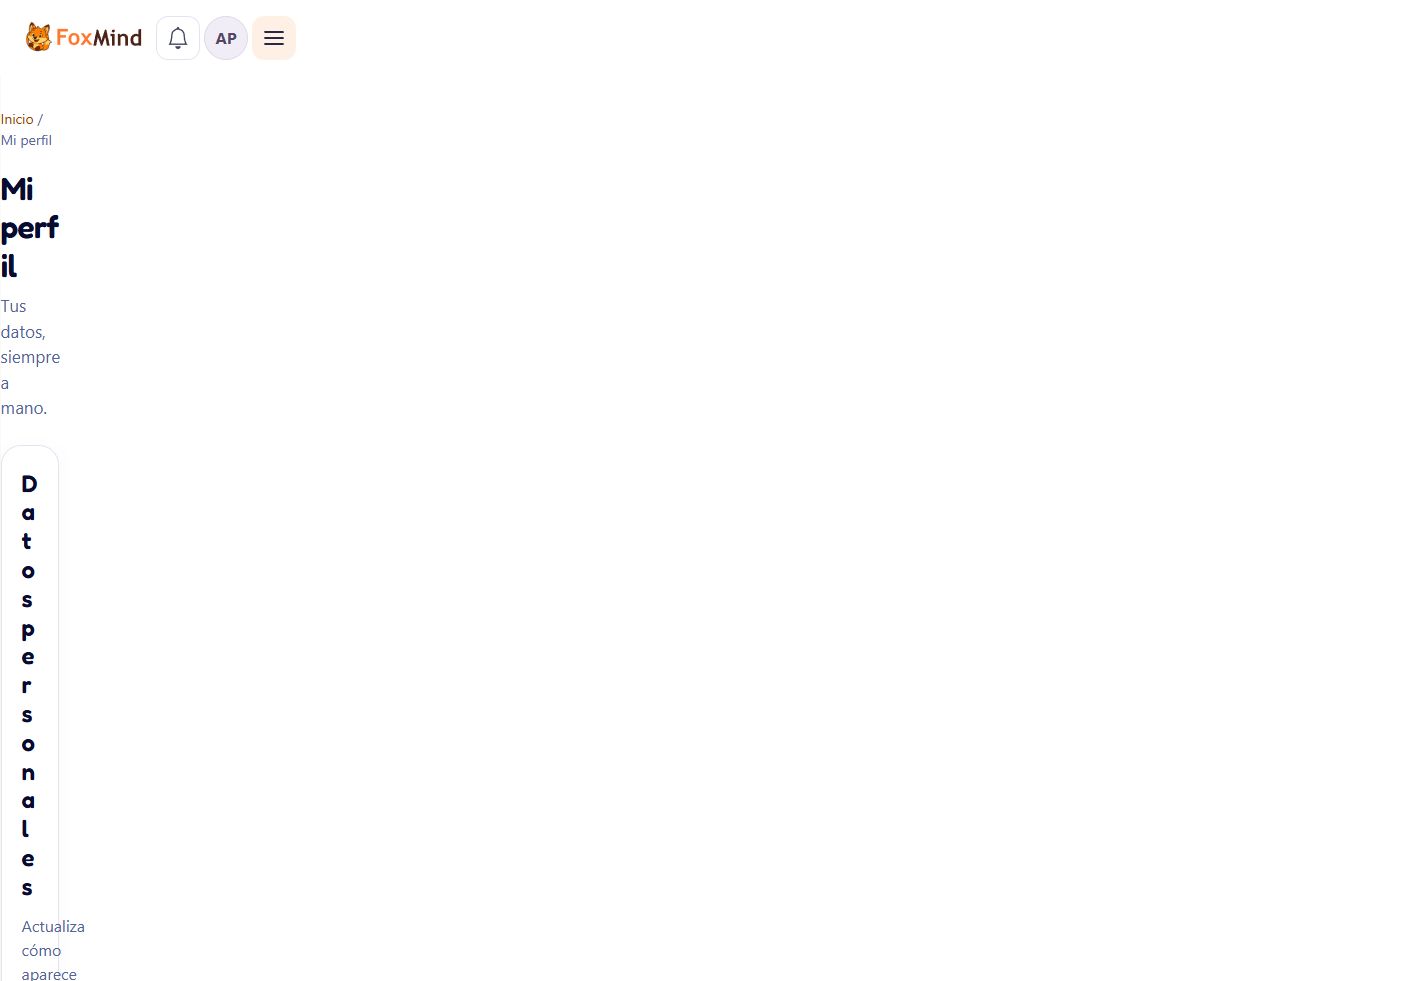 FoxMind
AP
Inicio /
Mi perfil
Mi
perf
il
Tus
datos,
siempre
a
mano.
D
a
t
o
s
p
e
r
s
o
n
a
l
e
s
Actualiza
cómo
aparece